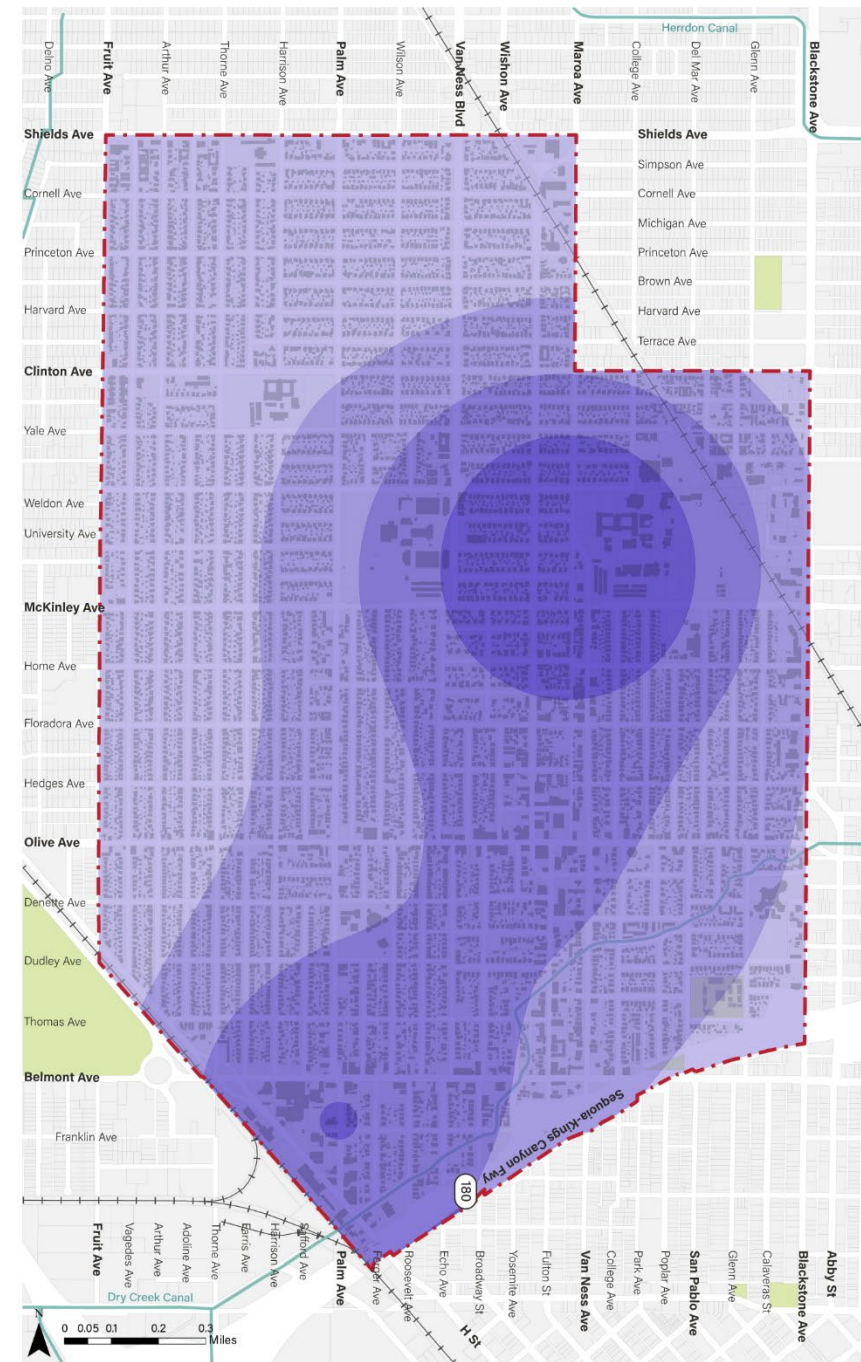 Herrdon Canal
Delno Ave
Fruit Ave
Arthur Ave
Thorne Ave
Harrison Ave
Palm Ave
Wilson Ave
Van Ness Blvd
Wishon Ave
Maroa Ave
College Ave
Del Mar Ave
Glenn Ave
Blackstone Ave
Shields Ave
Shields Ave
Simpson Ave
Cornell Ave
Cornell Ave
Michigan Ave
Princeton Ave
Princeton Ave
Brown Ave
Harvard Ave
Harvard Ave
Terrace Ave
Clinton Ave
Yale Ave
Weldon Ave
University Ave
McKinley Ave
Home Ave
Floradora Ave
Hedges Ave
Olive Ave
Dennett Ave
Dudley Ave
Thomas Ave
Belmont Ave
Franklin Ave
Sequoia-Kings Canyon Fwy
180
Fruit Ave
Vagedes Ave
Arthur Ave
Adoline Ave
Thorne Ave
Farris Ave
Harrison Ave
Safford Ave
Palm Ave
Ferger Ave
Roosevelt Ave
Echo Ave
Broadway St
Yosemite Ave
Fulton St
Van Ness Ave
College Ave
Park Ave
Poplar Ave
San Pablo Ave
Glenn Ave
Calaveras St
Blackstone Ave
Abby St
Dry Creek Canal
H St
N
0 0.05 0.1 0.2 0.3
Miles